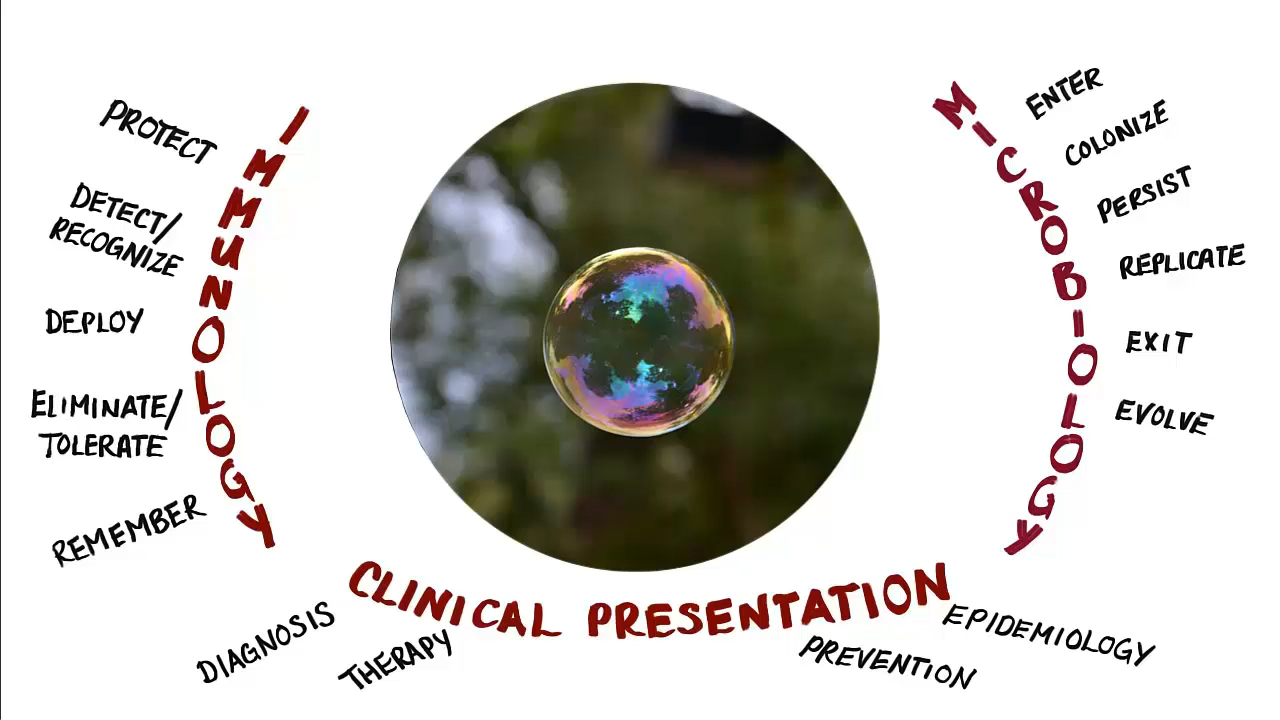 IMMUNOLOGY
PROTECT
DETECT/
RECOGNIZE
DEPLOY
ELIMINATE/
TOLERATE
REMEMBER
MICROBIOLOGY
ENTER
COLONIZE
PERSIST
REPLICATE
EXIT
EVOLVE
CLINICAL PRESENTATION
DIAGNOSIS
THERAPY
PREVENTION
EPIDEMIOLOGY